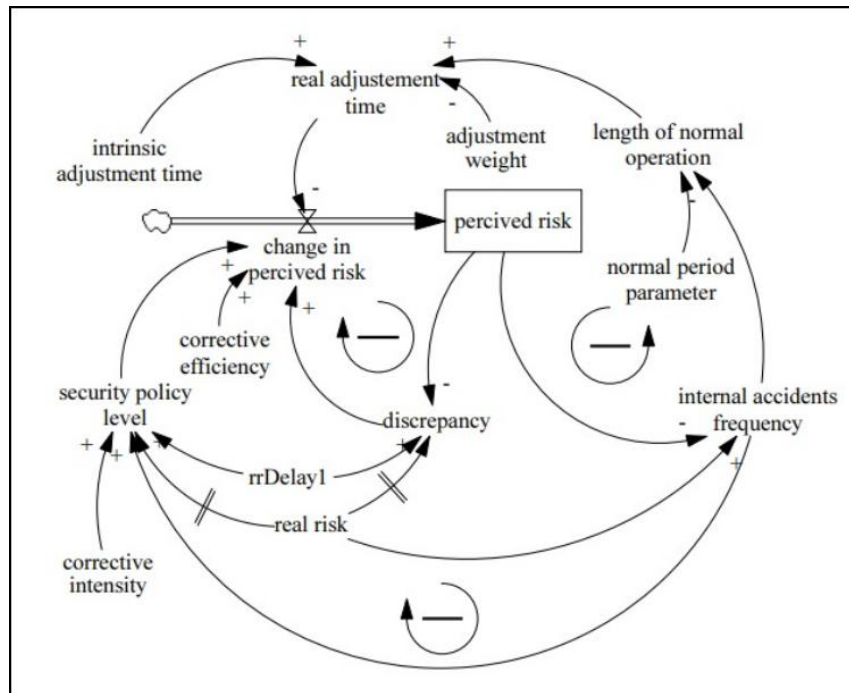 +
+
real adjustement
time
-
adjustment
weight
length of normal
operation
intrinsic
adjustment time
-
-
percived risk
change in
percived risk
+
+
+
normal period
parameter
corrective
efficiency
-
security policy
level
discrepancy
-
internal accidents
frequency
+
+
+
+
+
rrDelay1
real risk
corrective
intensity